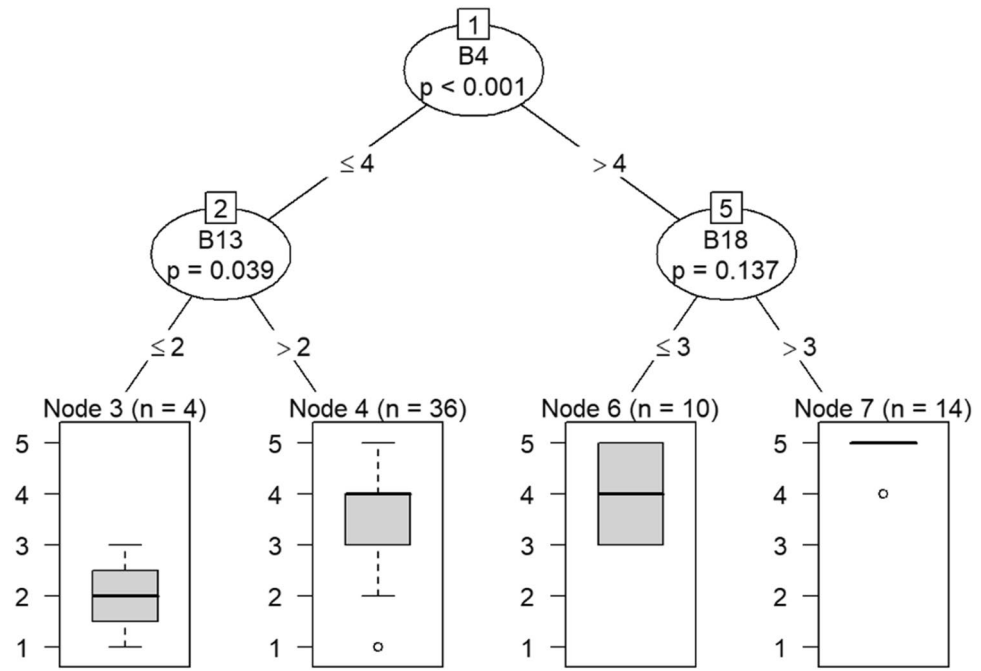 1
B4
p < 0.001
≤ 4
> 4
2
B13
p = 0.039
5
B18
p = 0.137
≤ 2
> 2
≤ 3
> 3
Node 3 (n = 4)
Node 4 (n = 36)
Node 6 (n = 10)
Node 7 (n = 14)
5
4
3
2
1
5
4
3
2
1
5
4
3
2
1
5
4
3
2
1